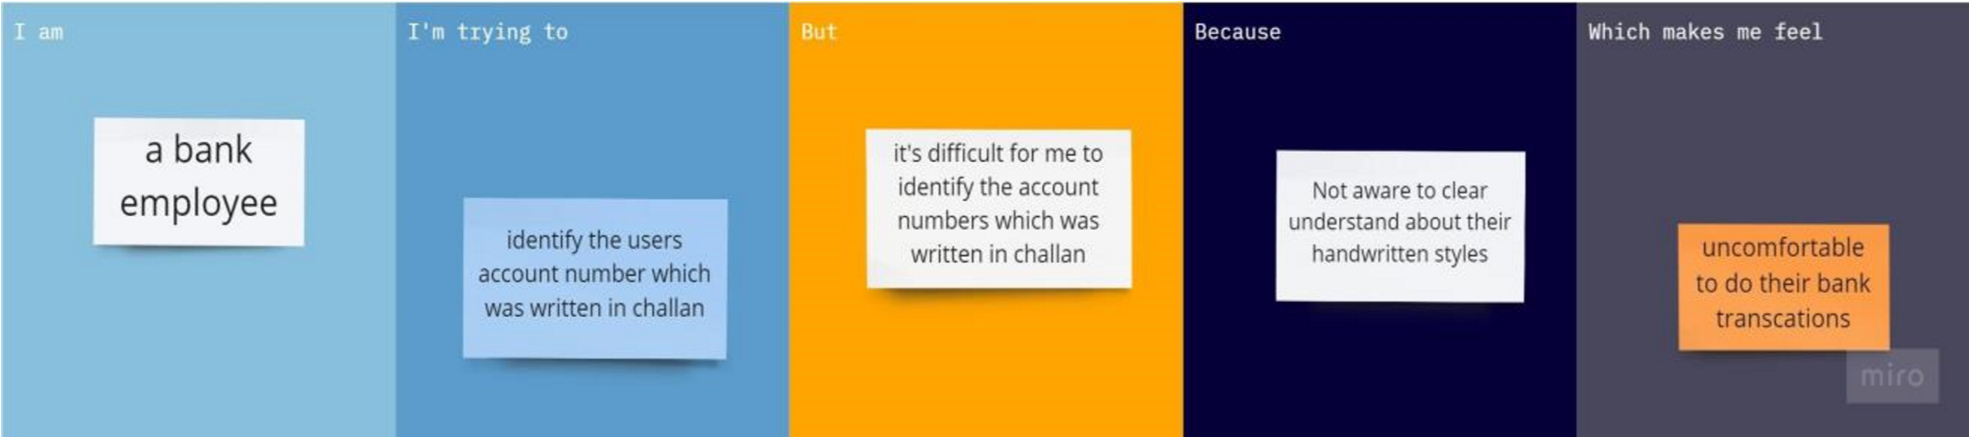 I am
a bank
employee
I'm trying to
identify the users
account number which
was written in challan
But
it's difficult for me to
identify the account
numbers which was
written in challan
Because
Not aware to clear
understand about their
handwritten styles
Which makes me feel
uncomfortable
to do their bank
transcations
miro